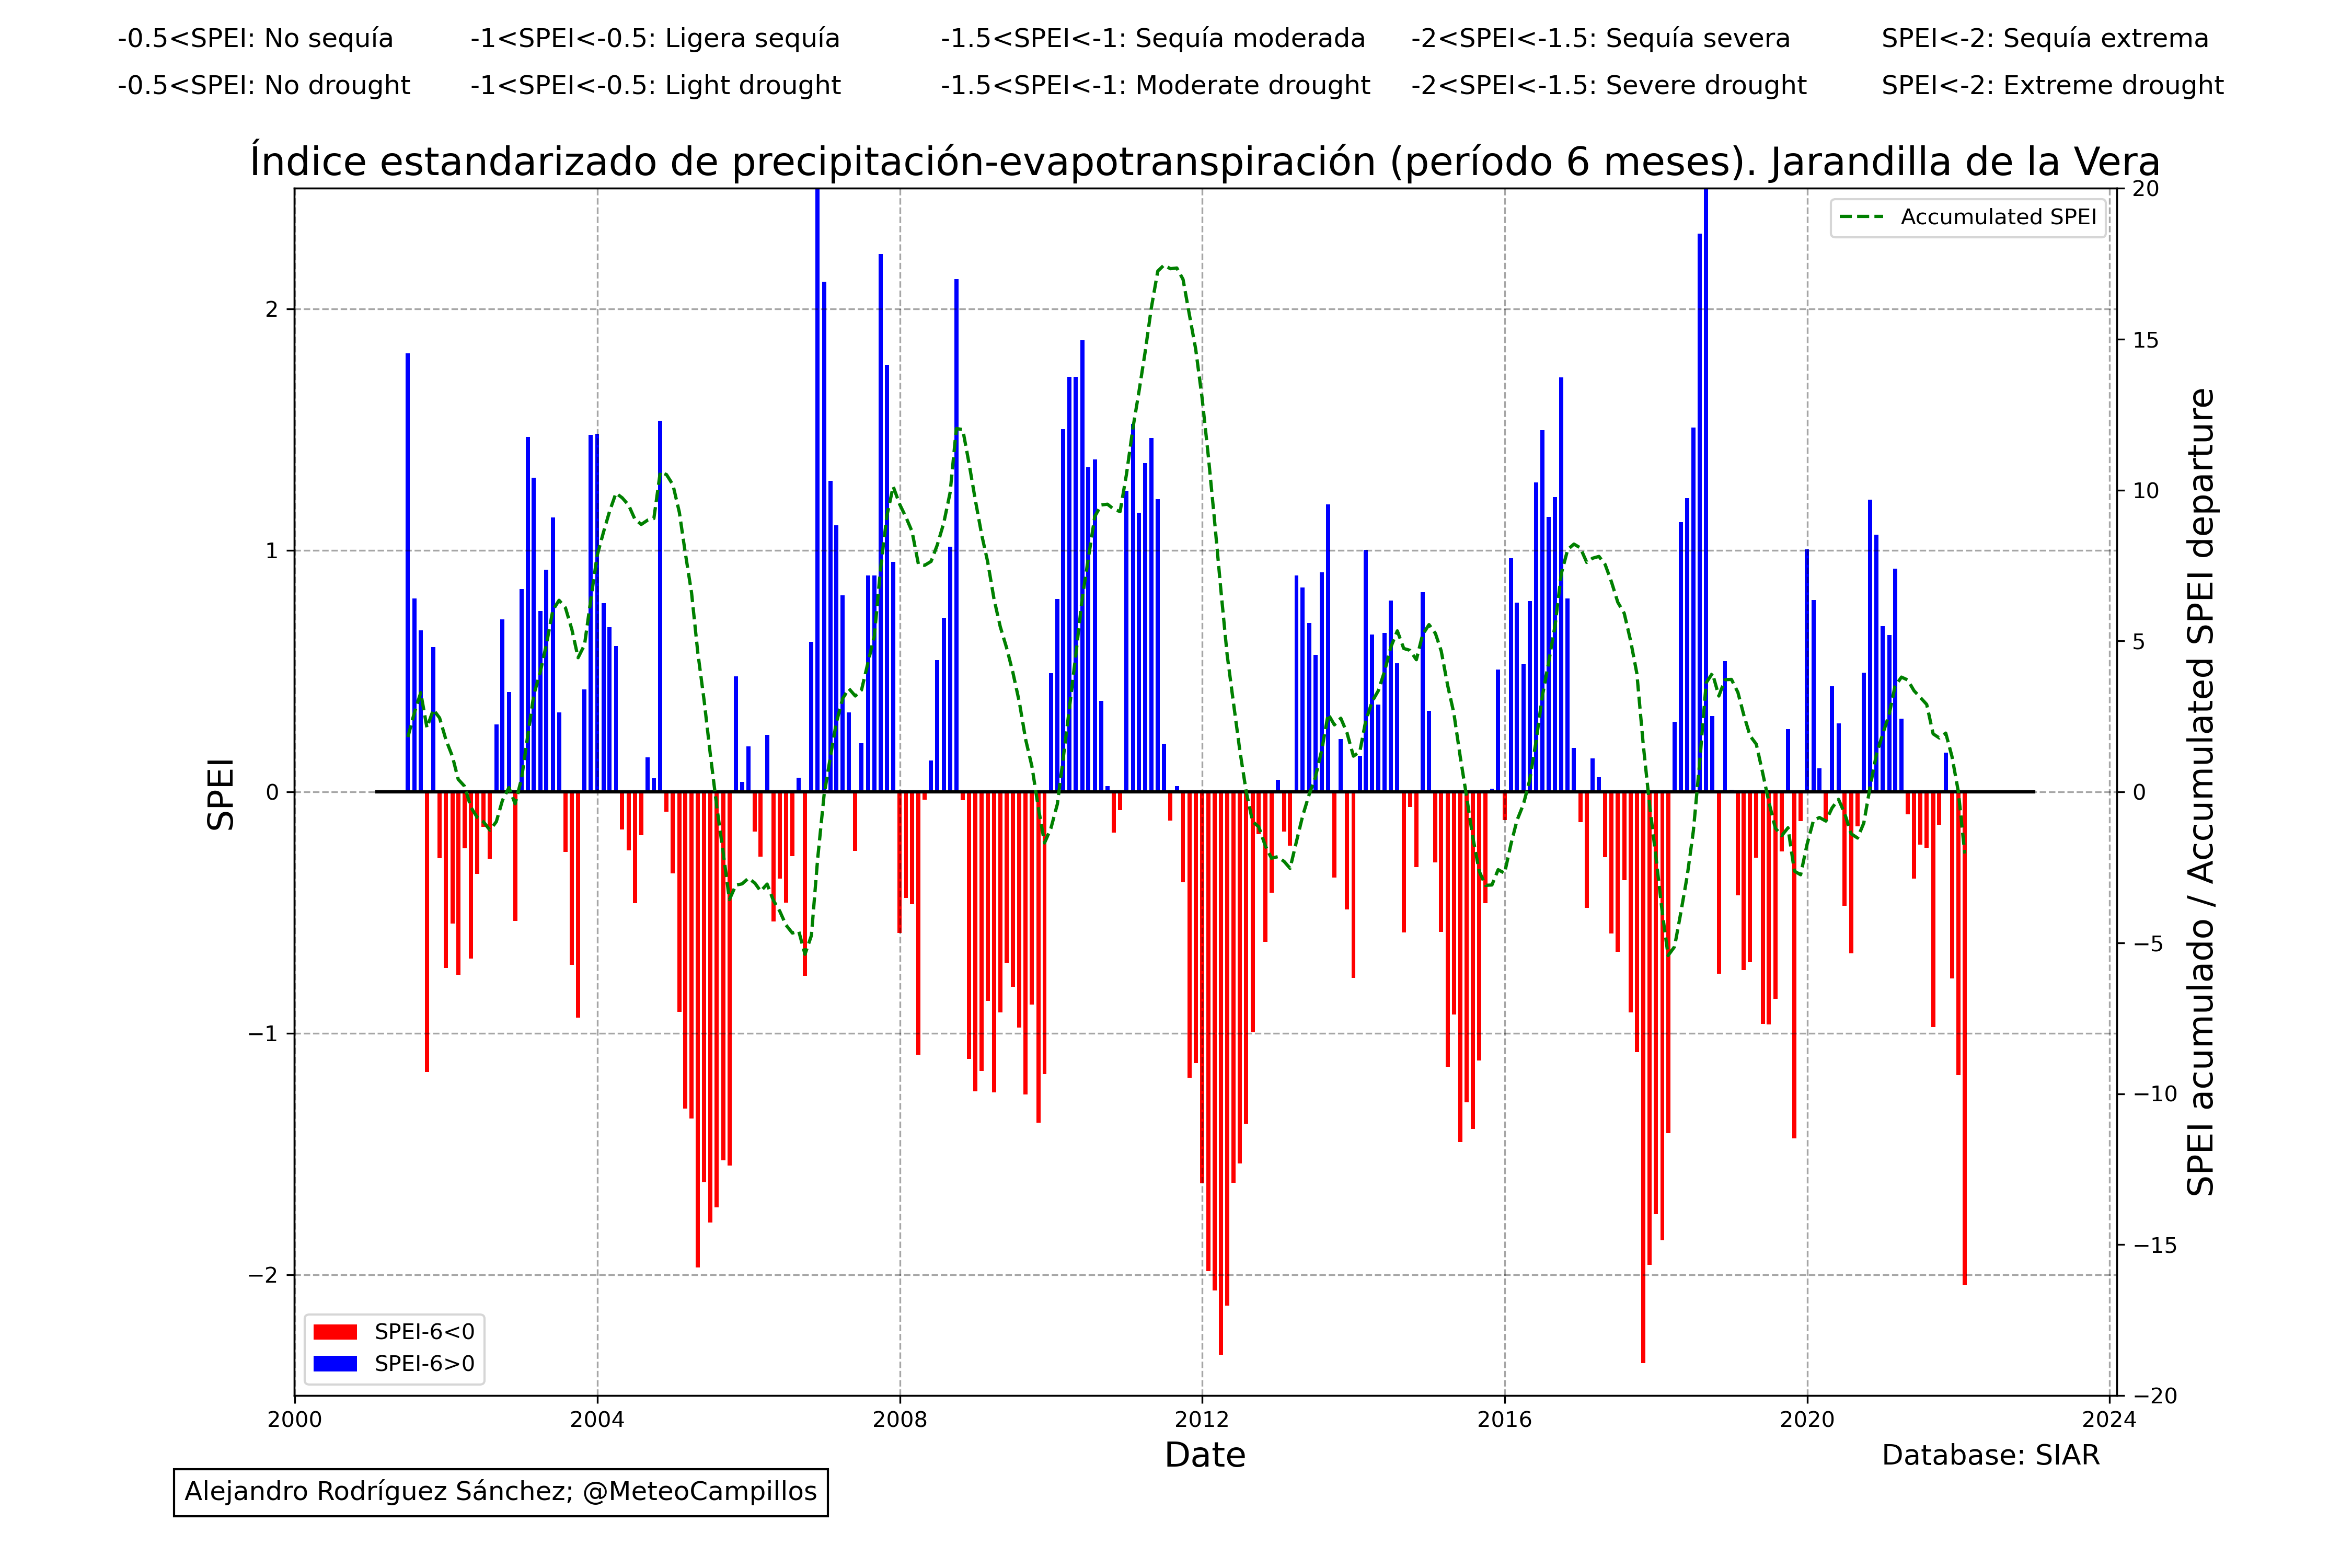 -0.5<SPEI: No sequía -1<SPEI<-0.5: Ligera sequía -1.5<SPEI<-1: Sequía moderada -2<SPEI<-1.5: Sequía severa SPEI<-2: Sequía extrema
-0.5<SPEI: No drought -1<SPEI<-0.5: Light drought -1.5<SPEI<-1: Moderate drought -2<SPEI<-1.5: Severe drought SPEI<-2: Extreme drought
Índice estandarizado de precipitación-evapotranspiración (período 6 meses). Jarandilla de la Vera
Accumulated SPEI
SPEI
2
1
0
−1
−2
20
15
10
5
0
−5
−10
−15
−20
SPEI acumulado / Accumulated SPEI departure
SPEI-6<0
SPEI-6>0
2000 2004 2008 2012 2016 2020 2024
Date
Database: SIAR
Alejandro Rodríguez Sánchez; @MeteoCampillos